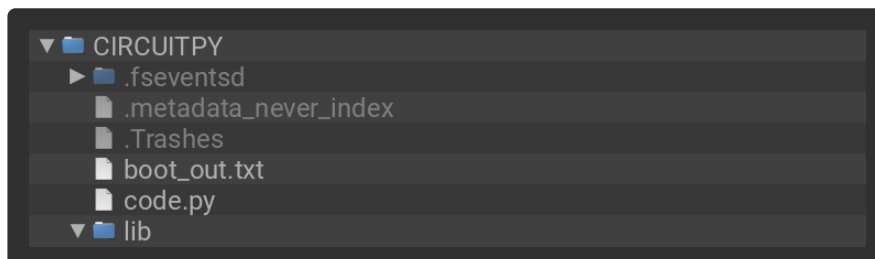 CIRCUITPY
.fseventsd
.metadata_never_index
.Trashes
boot_out.txt
code.py
lib